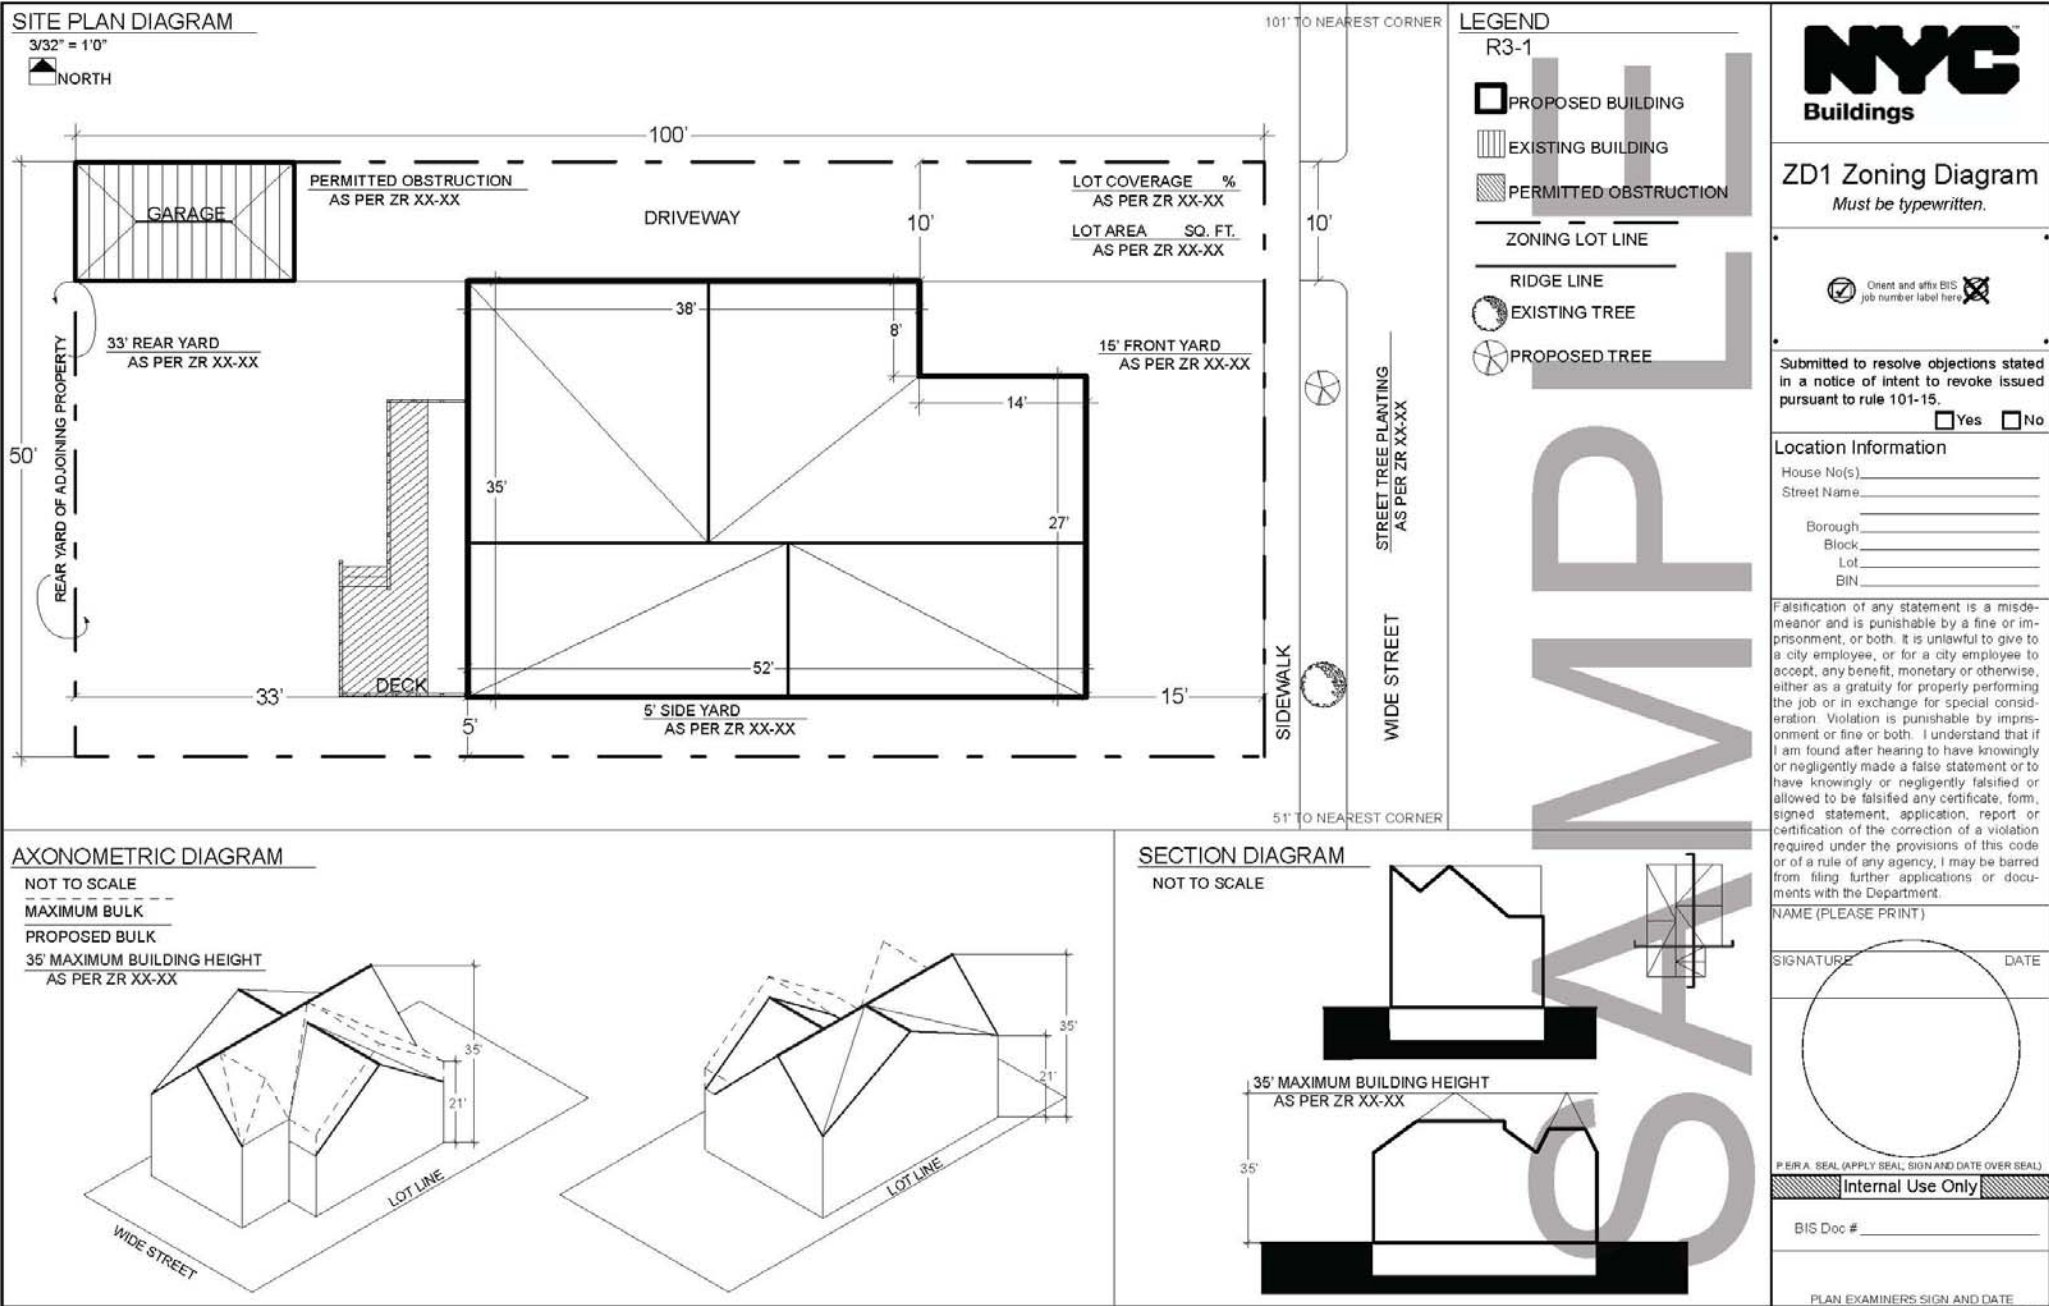 SITE PLAN DIAGRAM
3/32" = 1'0"
NORTH
101' TO NEAREST CORNER
100'
GARAGE
PERMITTED OBSTRUCTION
AS PER ZR XX-XX
DRIVEWAY
10'
LOT COVERAGE %
AS PER ZR XX-XX
LOT AREA SQ. FT.
AS PER ZR XX-XX
10'
33' REAR YARD
AS PER ZR XX-XX
REAR YARD OF ADJOINING PROPERTY
50'
38'
8'
15' FRONT YARD
AS PER ZR XX-XX
14'
35'
27'
STREET TREE PLANTING
AS PER ZR XX-XX
52'
DECK
33'
5'
5' SIDE YARD
AS PER ZR XX-XX
15'
SIDEWALK
WIDE STREET
51' TO NEAREST CORNER
LEGEND
R3-1
PROPOSED BUILDING
EXISTING BUILDING
PERMITTED OBSTRUCTION
ZONING LOT LINE
RIDGE LINE
EXISTING TREE
PROPOSED TREE
SAMPLE
AXONOMETRIC DIAGRAM
NOT TO SCALE
MAXIMUM BULK
PROPOSED BULK
35' MAXIMUM BUILDING HEIGHT
AS PER ZR XX-XX
35'
21'
LOT LINE
WIDE STREET
35'
21'
LOT LINE
SECTION DIAGRAM
NOT TO SCALE
35' MAXIMUM BUILDING HEIGHT
AS PER ZR XX-XX
35'
NYC
Buildings
ZD1 Zoning Diagram
Must be typewritten.
Orient and affix BIS
job number label here
Submitted to resolve objections stated
in a notice of intent to revoke issued
pursuant to rule 101-15.
Yes No
Location Information
House No(s)
Street Name
Borough
Block
Lot
BIN
Falsification of any statement is a misde-
meanor and is punishable by a fine or im-
prisonment, or both. It is unlawful to give to
a city employee, or for a city employee to
accept, any benefit, monetary or otherwise,
either as a gratuity for properly performing
the job or in exchange for special consid-
eration. Violation is punishable by impris-
onment or fine or both. I understand that if
I am found after hearing to have knowingly
or negligently made a false statement or to
have knowingly or negligently falsified or
allowed to be falsified any certificate, form,
signed statement, application, report or
certification of the correction of a violation
required under the provisions of this code
or of a rule of any agency, I may be barred
from filing further applications or docu-
ments with the Department.
NAME (PLEASE PRINT)
SIGNATURE DATE
P.E/R.A. SEAL (APPLY SEAL, SIGN AND DATE OVER SEAL)
Internal Use Only
BIS Doc #
PLAN EXAMINERS SIGN AND DATE